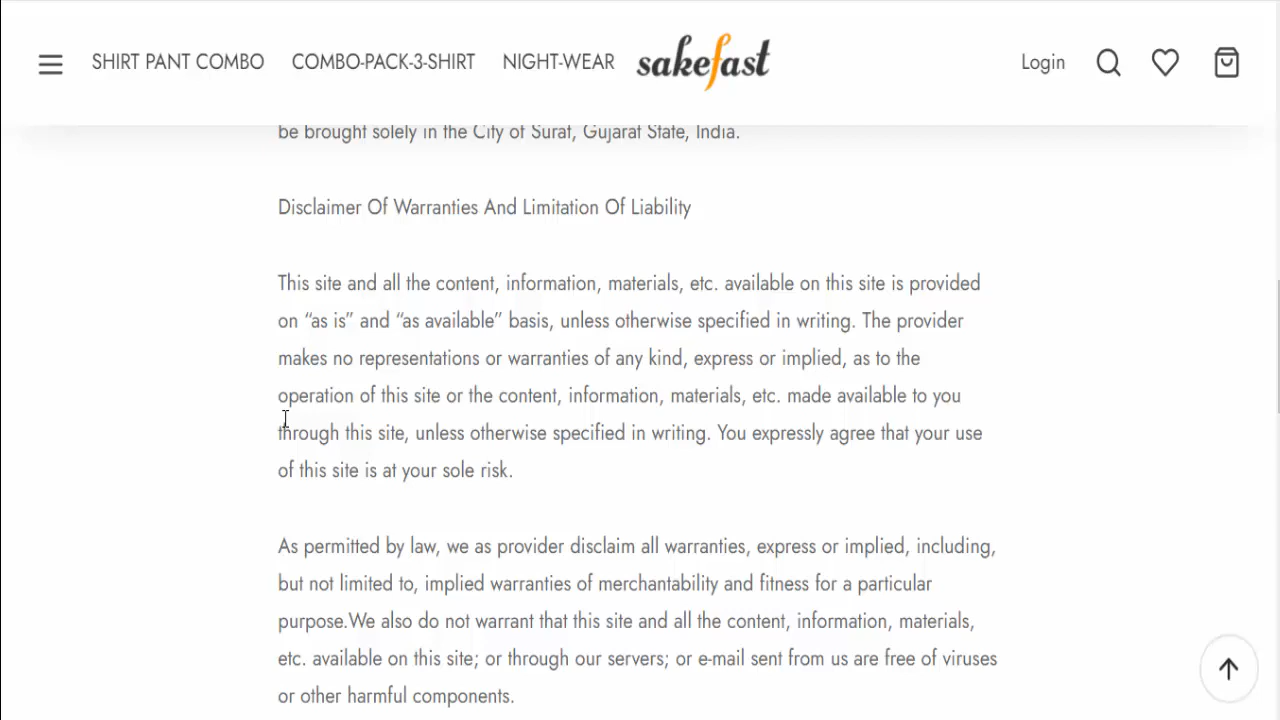 SHIRT PANT COMBO COMBO-PACK-3-SHIRT NIGHT-WEAR sakefast Login
be brought solely in the City of Surat, Gujarat State, India.
Disclaimer Of Warranties And Limitation Of Liability
This site and all the content, information, materials, etc. available on this site is provided
on “as is” and “as available” basis, unless otherwise specified in writing. The provider
makes no representations or warranties of any kind, express or implied, as to the
operation of this site or the content, information, materials, etc. made available to you
through this site, unless otherwise specified in writing. You expressly agree that your use
of this site is at your sole risk.
As permitted by law, we as provider disclaim all warranties, express or implied, including,
but not limited to, implied warranties of merchantability and fitness for a particular
purpose.We also do not warrant that this site and all the content, information, materials,
etc. available on this site; or through our servers; or e-mail sent from us are free of viruses
or other harmful components.